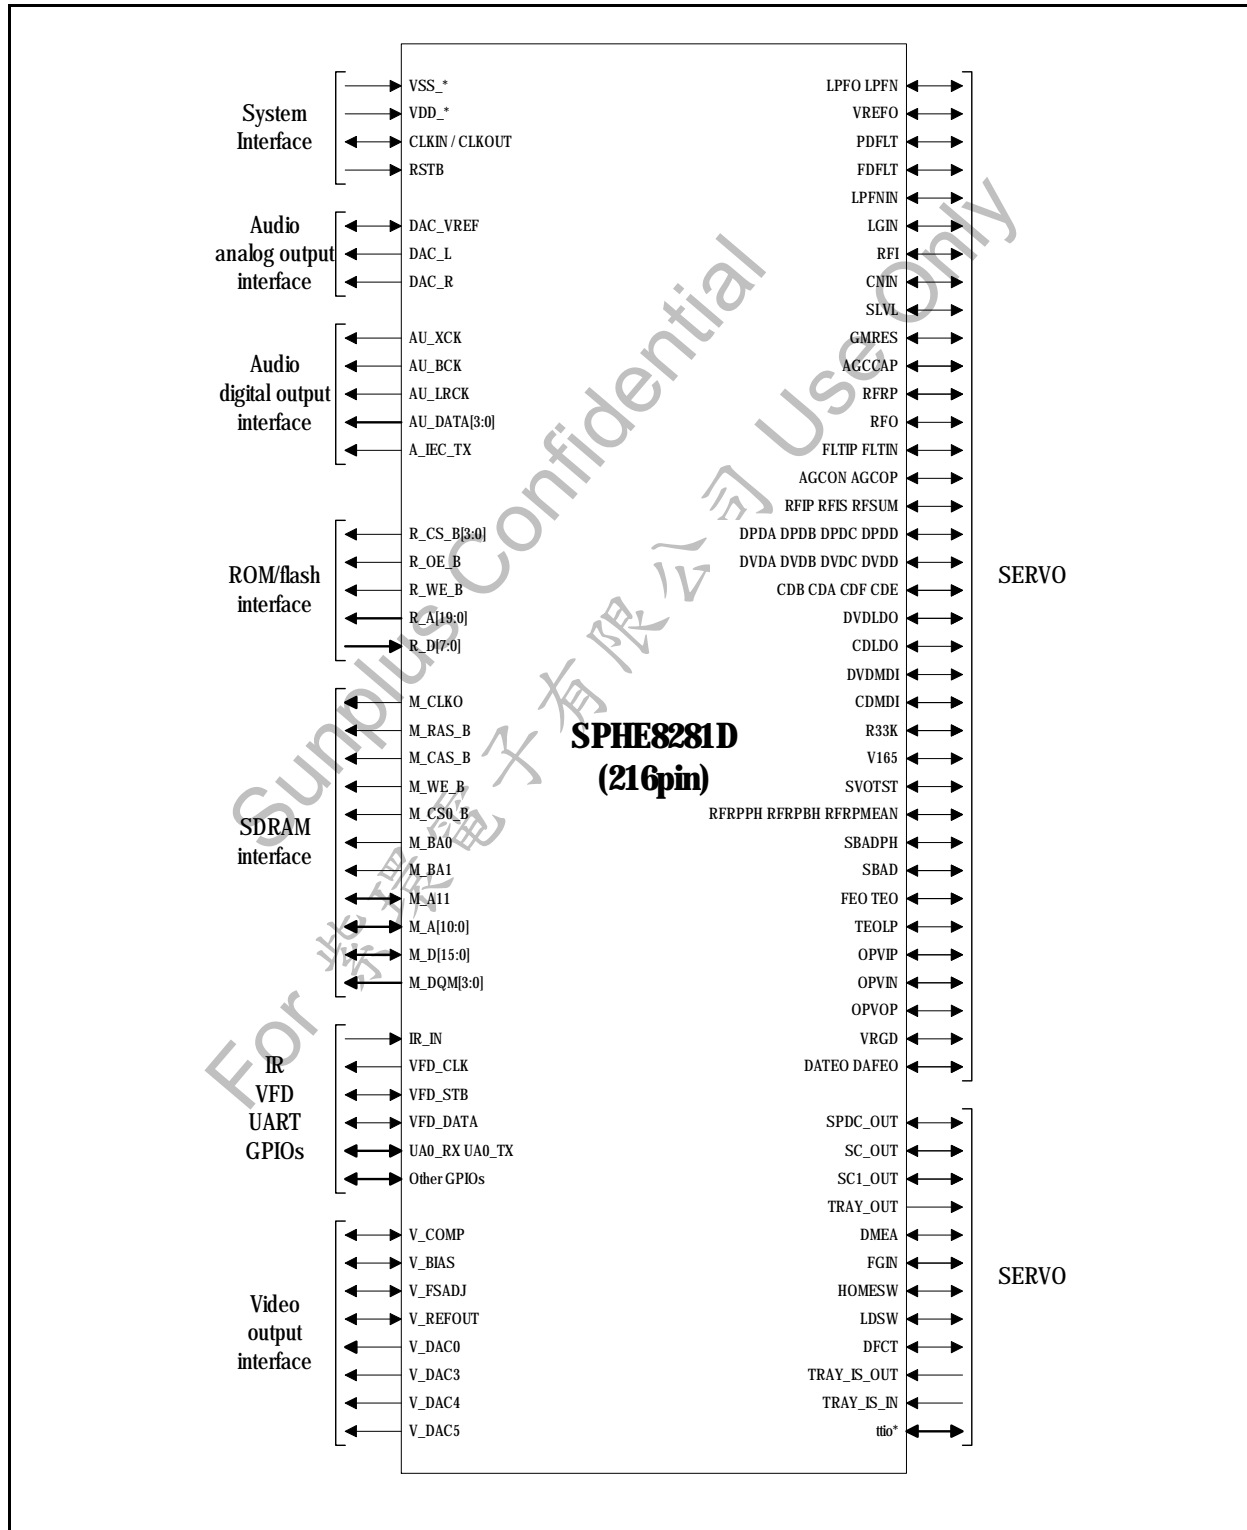 System
Interface
VSS_*
VDD_*
CLKIN / CLKOUT
RSTB
Audio
analog output
interface
DAC_VREF
DAC_L
DAC_R
Audio
digital output
interface
AU_XCK
AU_BCK
AU_LRCK
AU_DATA[3:0]
A_IEC_TX
ROM/flash
interface
R_CS_B[3:0]
R_OE_B
R_WE_B
R_A[19:0]
R_D[7:0]
SDRAM
interface
M_CLKO
M_RAS_B
M_CAS_B
M_WE_B
M_CS0_B
M_BA0
M_BA1
M_A11
M_A[10:0]
M_D[15:0]
M_DQM[3:0]
IR
VFD
UART
GPIOs
IR_IN
VFD_CLK
VFD_STB
VFD_DATA
UA0_RX UA0_TX
Other GPIOs
Video
output
interface
V_COMP
V_BIAS
V_FSADJ
V_REFOUT
V_DAC0
V_DAC3
V_DAC4
V_DAC5
SPHE8281D
(216pin)
LPFO LPFN
VREFO
PDFLT
FDFLT
LPFNIN
LGIN
RFI
CNIN
SLVL
GMRES
AGCCAP
RFRP
RFO
FLTIP FLTIN
AGCON AGCOP
RFIP RFIS RFSUM
DPDA DPDB DPDC DPDD
DVDA DVDB DVDC DVDD
CDB CDA CDF CDE
DVDLDO
CDLDO
DVDMDI
CDMDI
R33K
V165
SVOTST
RFRPPH RFRPBH RFRPMEAN
SBADPH
SBAD
FEO TEO
TEOLP
OPVIP
OPVIN
OPVOP
VRGD
DATEO DAFEO
SERVO
SPDC_OUT
SC_OUT
SC1_OUT
TRAY_OUT
DMEA
FGIN
HOMESW
LDSW
DFCT
TRAY_IS_OUT
TRAY_IS_IN
ttio*
SERVO
Sunplus Confidential
For 紫環電子有限公司 Use Only